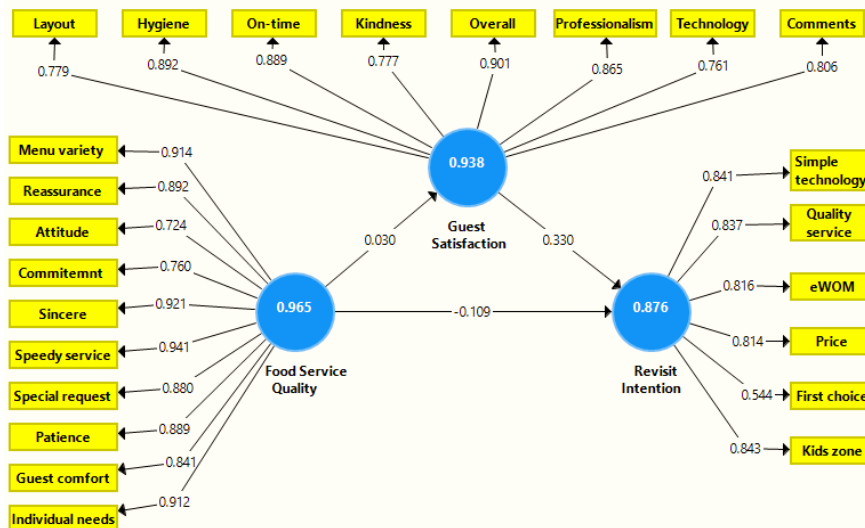 Layout
Hygiene
On-time
Kindness
Overall
Professionalism
Technology
Comments
0.779
0.892
0.889
0.777
0.901
0.865
0.761
0.806
Menu variety
Reassurance
Attitude
Commitemnt
Sincere
Speedy service
Special request
Patience
Guest comfort
Individual needs
0.914
0.892
0.724
0.760
0.921
0.941
0.880
0.889
0.841
0.912
0.938
Guest
Satisfaction
0.030
0.330
0.965
Food Service
Quality
-0.109
0.876
Revisit
Intention
0.841
0.837
0.816
0.814
0.544
0.843
Simple
technology
Quality
service
eWOM
Price
First choice
Kids zone